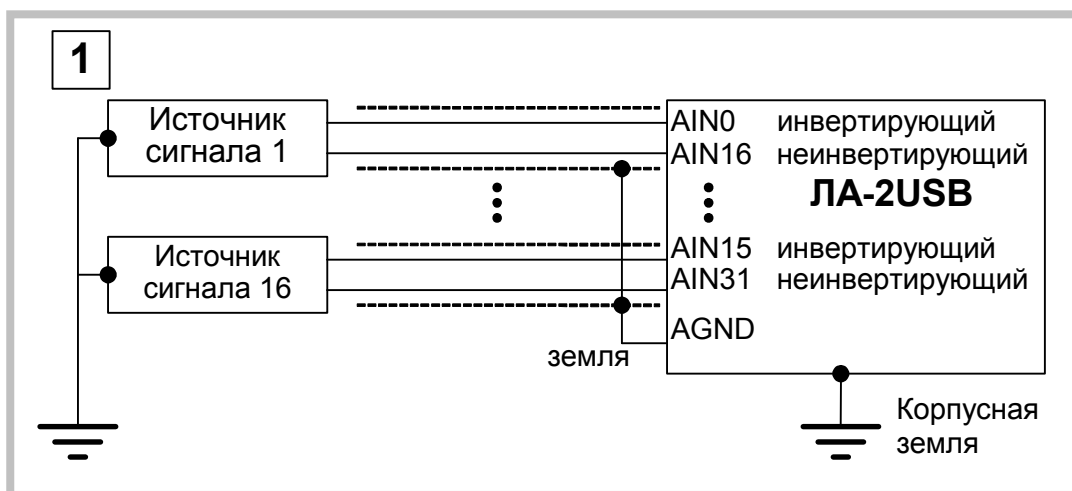 1
Источник
сигнала 1
AIN0 инвертирующий
AIN16 неинвертирующий
ЛА-2USB
Источник
сигнала 16
AIN15 инвертирующий
AIN31 неинвертирующий
AGND
земля
Корпусная
земля